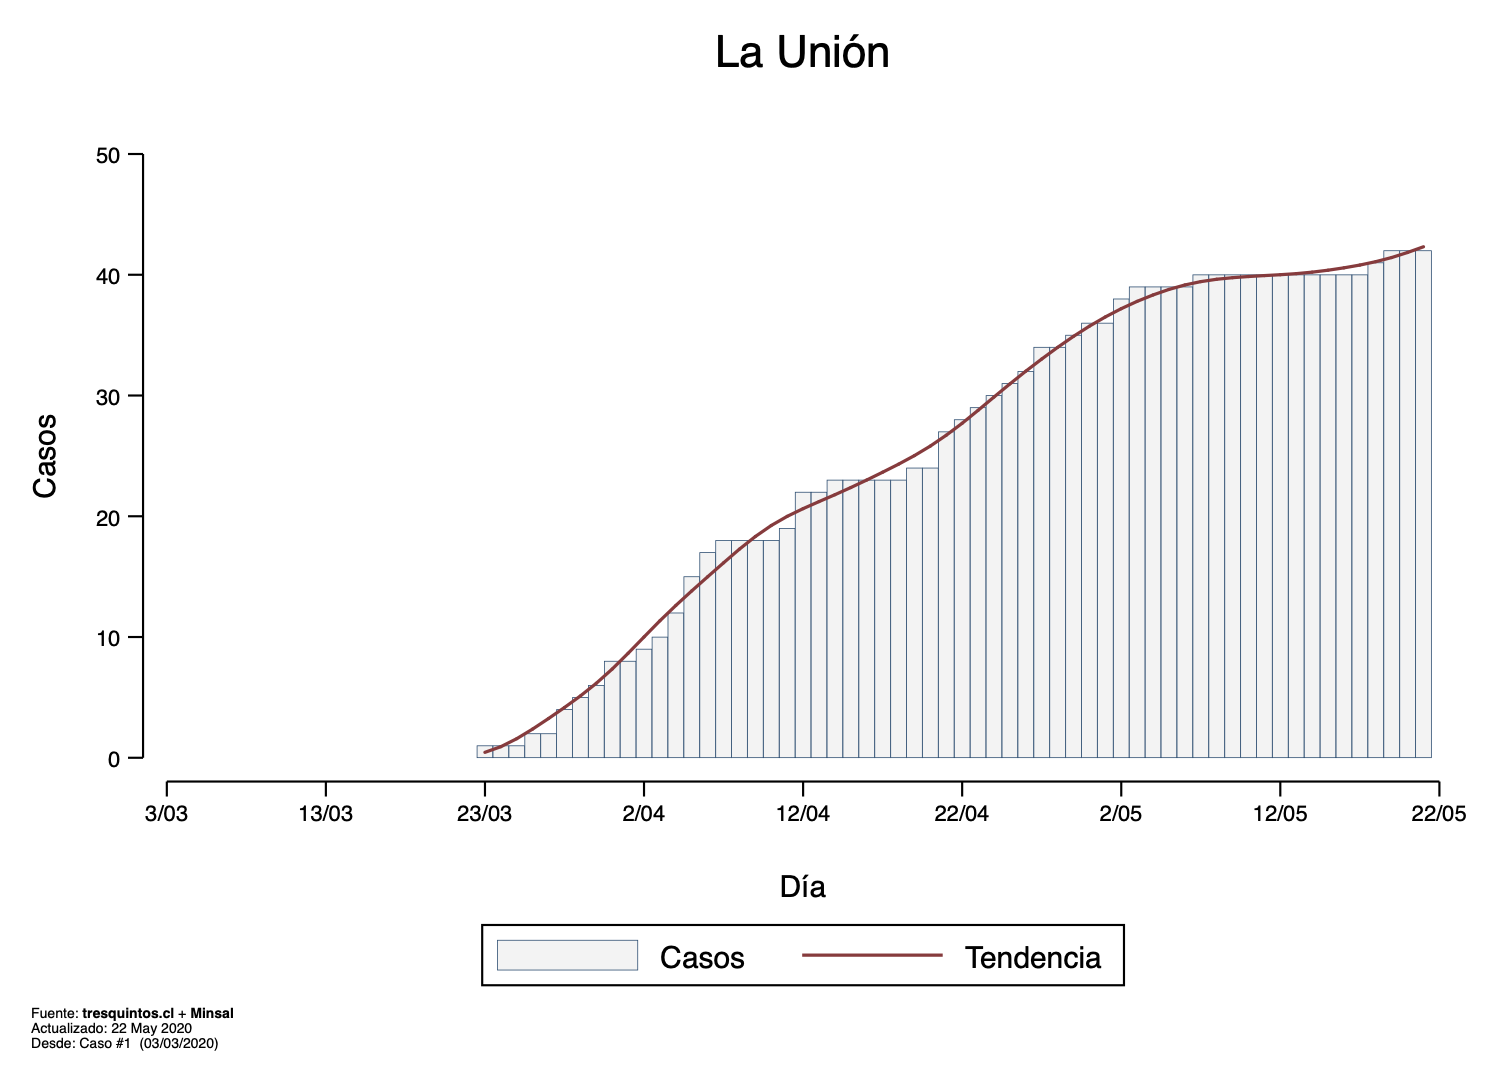 La Unión
50
40
30
20
10
0
Casos
3/03 13/03 23/03 2/04 12/04 22/04 2/05 12/05 22/05
Día
Casos Tendencia
Fuente: tresquintos.cl + Minsal
Actualizado: 22 May 2020
Desde: Caso #1 (03/03/2020)